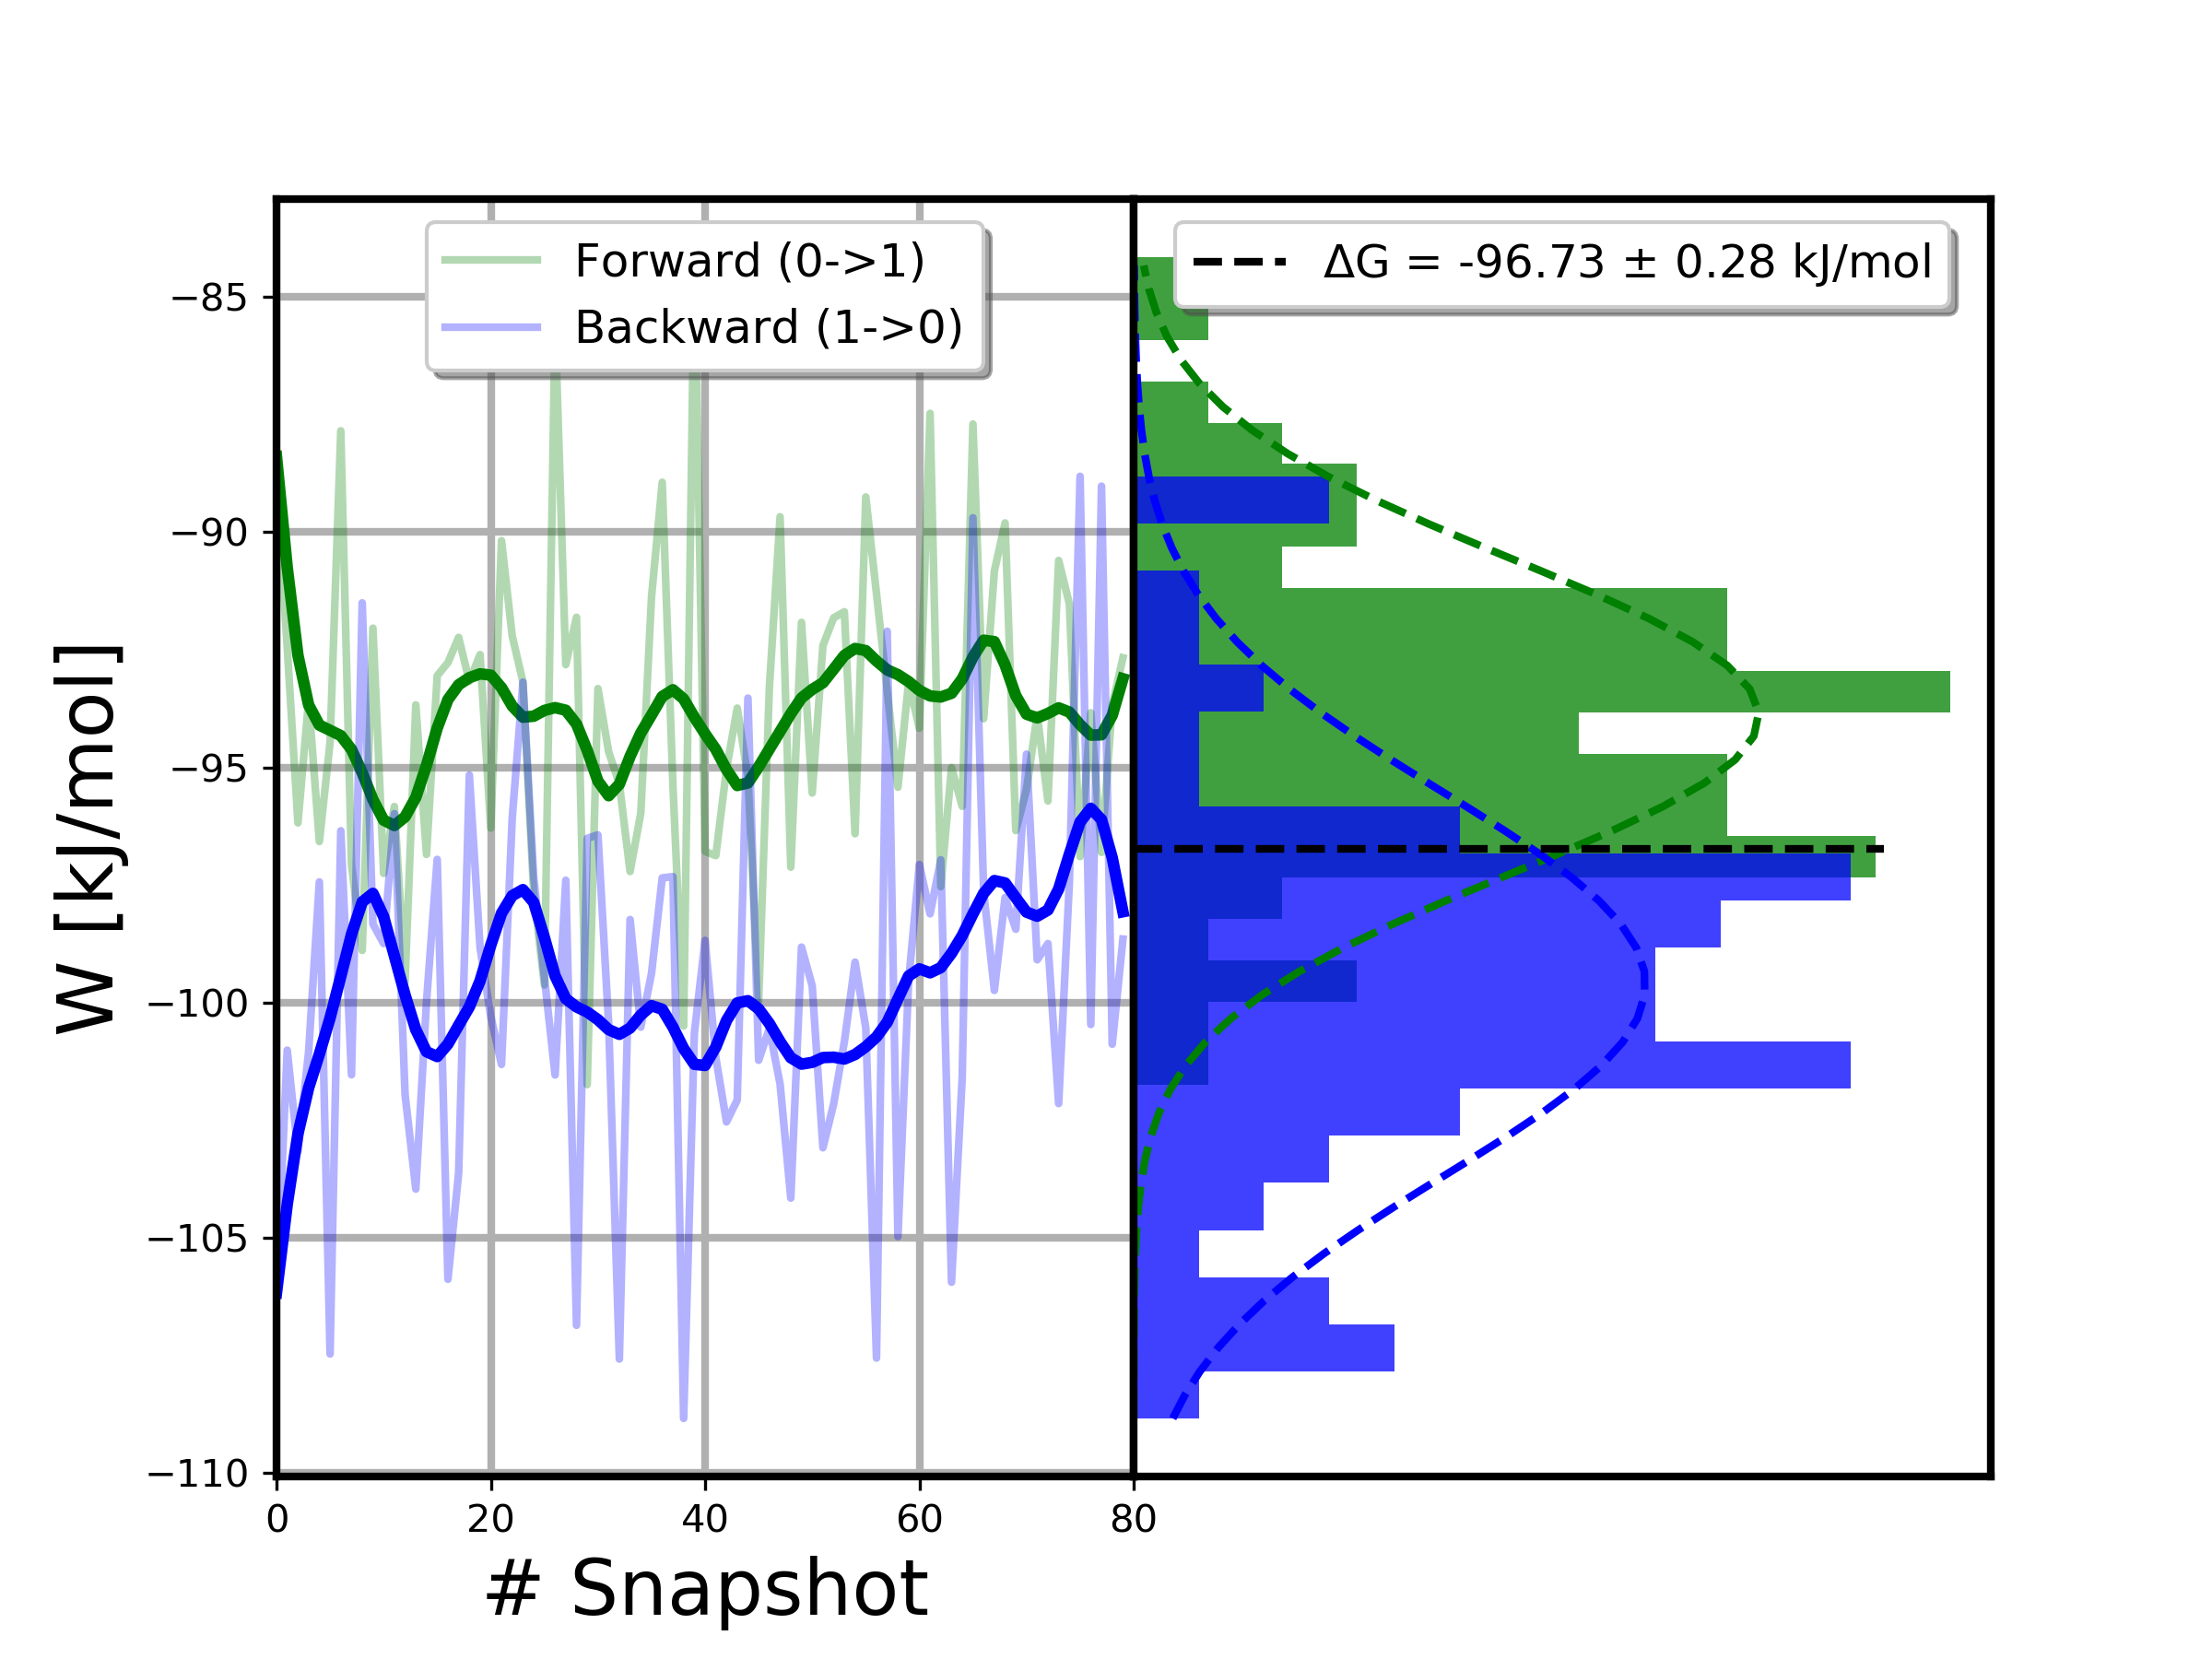 Forward (0->1)
Backward (1->0)
ΔG = -96.73 ± 0.28 kJ/mol
W [kJ/mol]
−85
−90
−95
−100
−105
−110
0 20 40 60 80
# Snapshot